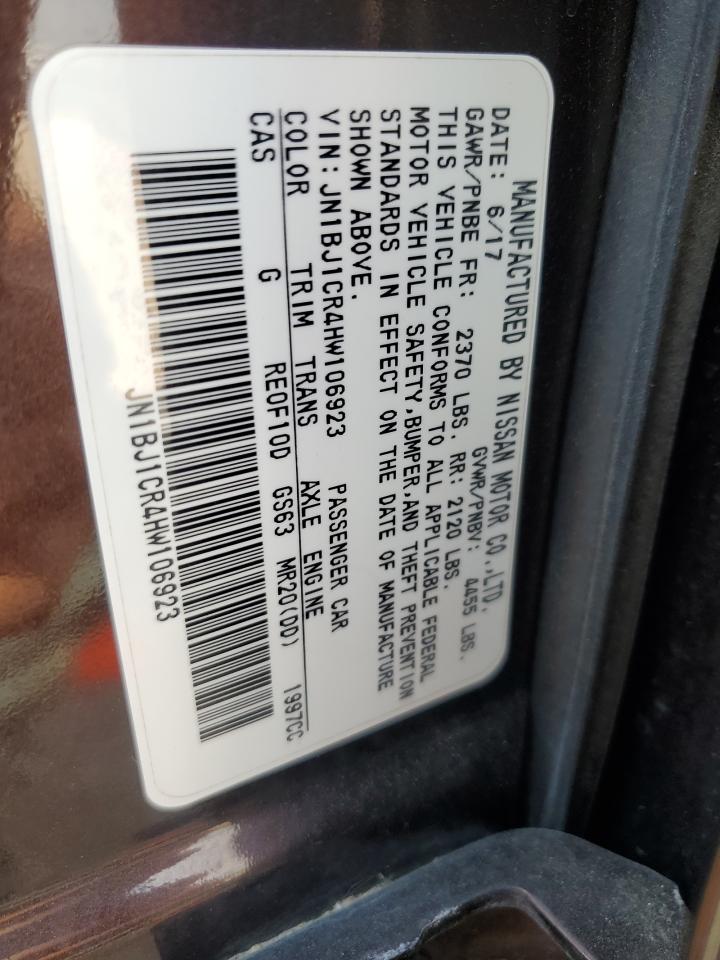 MANUFACTURED BY NISSAN MOTOR CO.,LTD.
DATE: 6/17 GVWR/PNBV: 4455 LBS.
GAWR/PNBE FR: 2370 LBS. RR: 2120 LBS.
THIS VEHICLE CONFORMS TO ALL APPLICABLE FEDERAL
MOTOR VEHICLE SAFETY,BUMPER,AND THEFT PREVENTION
STANDARDS IN EFFECT ON THE DATE OF MANUFACTURE
SHOWN ABOVE.
VIN:JN1BJ1CR4HW106923 PASSENGER CAR
COLOR TRIM TRANS AXLE ENGINE
CAS G RE0F10D GS63 MR20(DD) 1997CC
JN1BJ1CR4HW106923